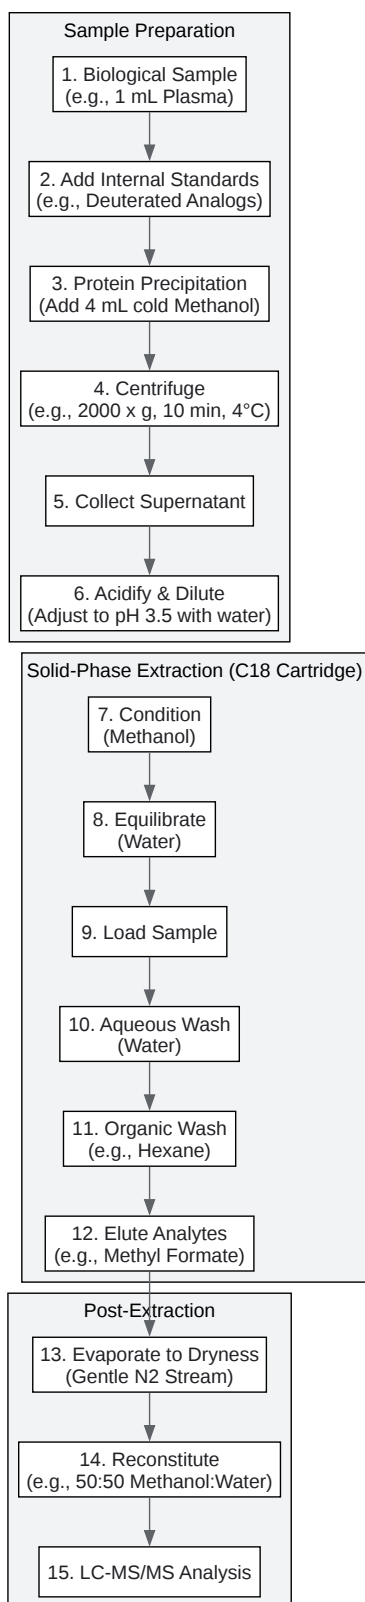 Sample Preparation
1. Biological Sample
(e.g., 1 mL Plasma)
2. Add Internal Standards
(e.g., Deuterated Analogs)
3. Protein Precipitation
(Add 4 mL cold Methanol)
4. Centrifuge
(e.g., 2000 x g, 10 min, 4°C)
5. Collect Supernatant
6. Acidify & Dilute
(Adjust to pH 3.5 with water)
Solid-Phase Extraction (C18 Cartridge)
7. Condition
(Methanol)
8. Equilibrate
(Water)
9. Load Sample
10. Aqueous Wash
(Water)
11. Organic Wash
(e.g., Hexane)
12. Elute Analytes
(e.g., Methyl Formate)
Post-Extraction
13. Evaporate to Dryness
(Gentle N2 Stream)
14. Reconstitute
(e.g., 50:50 Methanol:Water)
15. LC-MS/MS Analysis